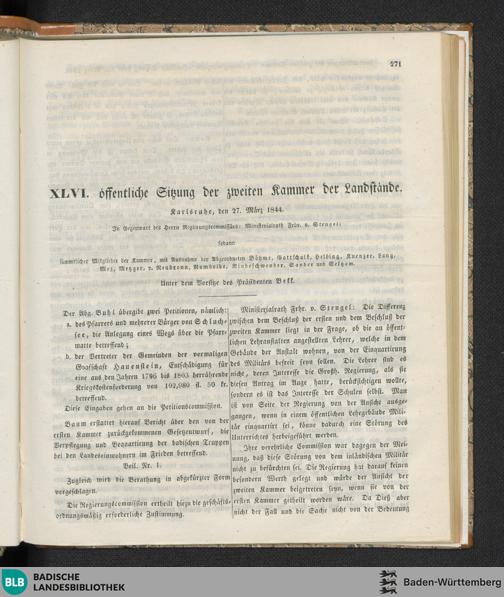 271
XLVI. öffentliche Sitzung der zweiten Kammer der Landstände.
Karlsruhe, den 27. März 1844.
In Gegenwart des Herrn Regierungscommissärs: Ministerialrath Frhr. v. Stengel;
sodann
sämmtlicher Mitglieder der Kammer, mit Ausnahme der Abgeordneten Böhme, Gottschalk, Helbing, Knenzer, Lang,
Mez, Metzger, v. Neubronn, Rindeschwender, Sander und Selzam.
Unter dem Vorsitze des Präsidenten Bekk.
Der Abg. Buhl übergibt zwei Petitionen, nämlich:
a. des Pfarrers und mehrerer Bürger von Schluch-
see, die Anlegung eines Wegs über die Pfarr-
matte betreffend;
b. der Vertreter der Gemeinden der vormaligen
Grafschaft Hauenstein, Entschädigung für
eine aus den Jahren 1796 bis 1803 herrührende
Kriegskostenforderung von 102,980 fl. 50 kr.
betreffend.
Diese Eingaben gehen an die Petitionscommission.
Baum erstattet hierauf Bericht über den von der
ersten Kammer zurückgekommenen Gesetzentwurf, die
Verpflegung und Bequartierung der badischen Truppen
bei den Landeseinwohnern im Frieden betreffend.
Beil. Nr. 1.
Zugleich wird die Berathung in abgekürzter Form
vorgeschlagen.
Die Regierungscommission ertheilt hiezu die geschäfts-
ordnungsmäßig erforderliche Zustimmung.
Ministerialrath Frhr. v. Stengel: Die Differenz
zwischen dem Beschluß der ersten und dem Beschluß der
zweiten Kammer liegt in der Frage, ob die an öffent-
lichen Lehranstalten angestellten Lehrer, welche in dem
Gebäude der Anstalt wohnen, von der Einquartierung
des Militärs befreit seyn sollen. Die Lehrer sind es
nicht, deren Interesse die Großh. Regierung, als sie
diesen Antrag im Auge hatte, berücksichtigen wollte,
sondern es ist das Interesse der Schulen selbst. Man
ist von Seite der Regierung von der Ansicht ausge-
gangen, wenn in einem öffentlichen Lehrgebäude Mili-
tär einquartiert sei, könne dadurch eine Störung des
Unterrichtes herbeigeführt werden.
Ihre verehrliche Commission war dagegen der Mei-
nung, daß diese Störung von dem inländischen Militär
nicht zu befürchten sei. Die Regierung hat darauf keinen
besondern Werth gelegt und würde der Ansicht der
zweiten Kammer beigetreten seyn, wenn sie von der
ersten Kammer getheilt worden wäre. Da Dieß aber
nicht der Fall und die Sache nicht von der Bedeutung
BLB BADISCHE
LANDESBIBLIOTHEK
Baden-Württemberg